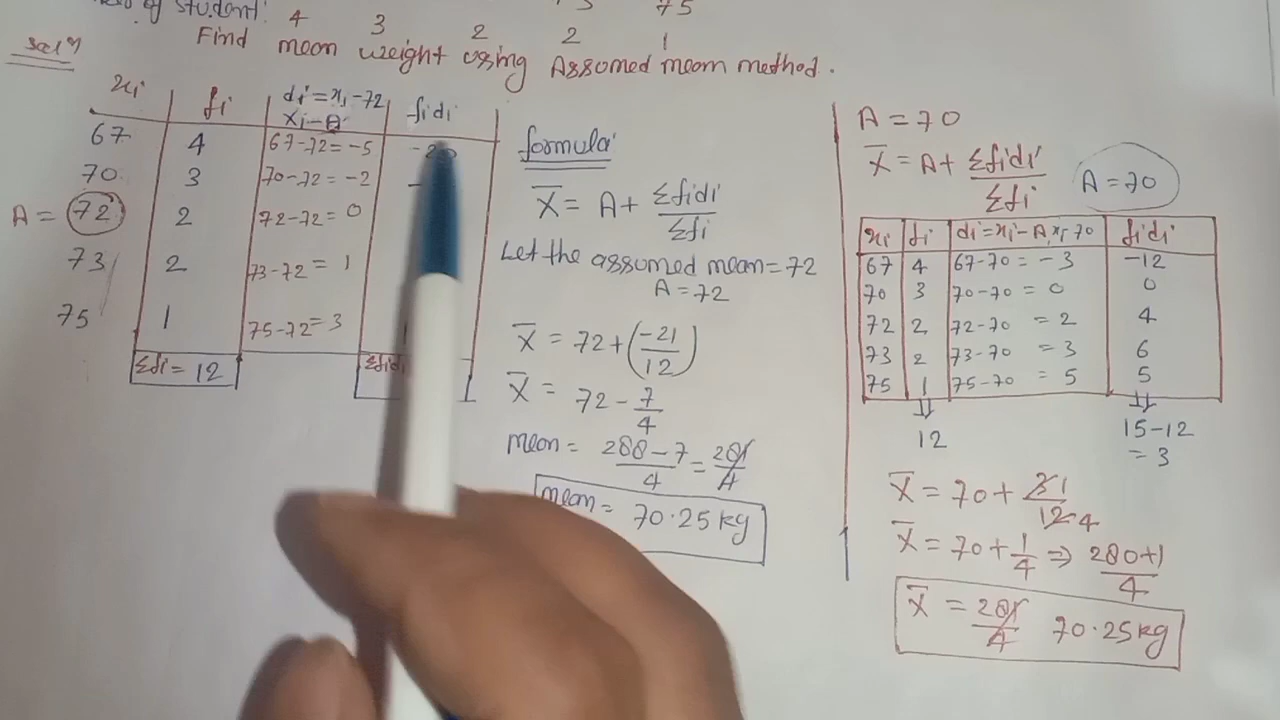 No of student:
4 3 2 2 1
75
Find mean weight using Assumed mean method.
Solⁿ
xi fi di = xi - 72 fidi
xi - A
67 4 67-72 = -5 -20
70 3 70-72 = -2 -
A = 72 2 72-72 = 0
73 2 73-72 = 1
75 1 75-72 = 3
Σfi = 12 Σfidi
formula
X̄ = A + Σfidi / Σfi
Let the assumed mean = 72
A = 72
X̄ = 72 + (-21/12)
X̄ = 72 - 7/4
mean = 288-7/4 = 281/4
mean = 70.25 kg
A = 70
X̄ = A + Σfidi / Σfi
A = 70
xi fi di = xi - A, xi 70 fidi
67 4 67-70 = -3 -12
70 3 70-70 = 0 0
72 2 72-70 = 2 4
73 2 73-70 = 3 6
75 1 75-70 = 5 5
⇓ ⇓
12 15-12
= 3
X̄ = 70 + 3 1/12 4
X̄ = 70 + 1/4 ⇒ 280+1/4
X̄ = 281/4 70.25 kg